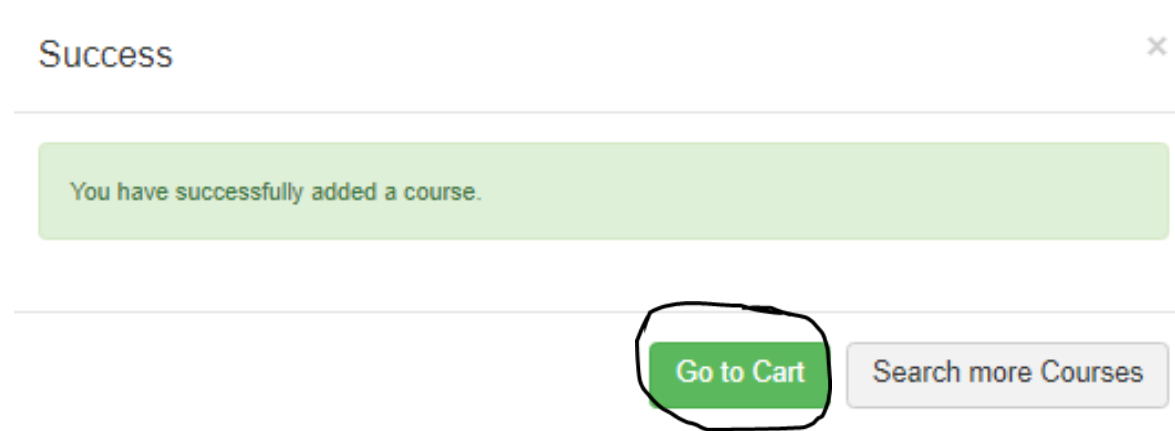 Success
×
You have successfully added a course.
Go to Cart
Search more Courses